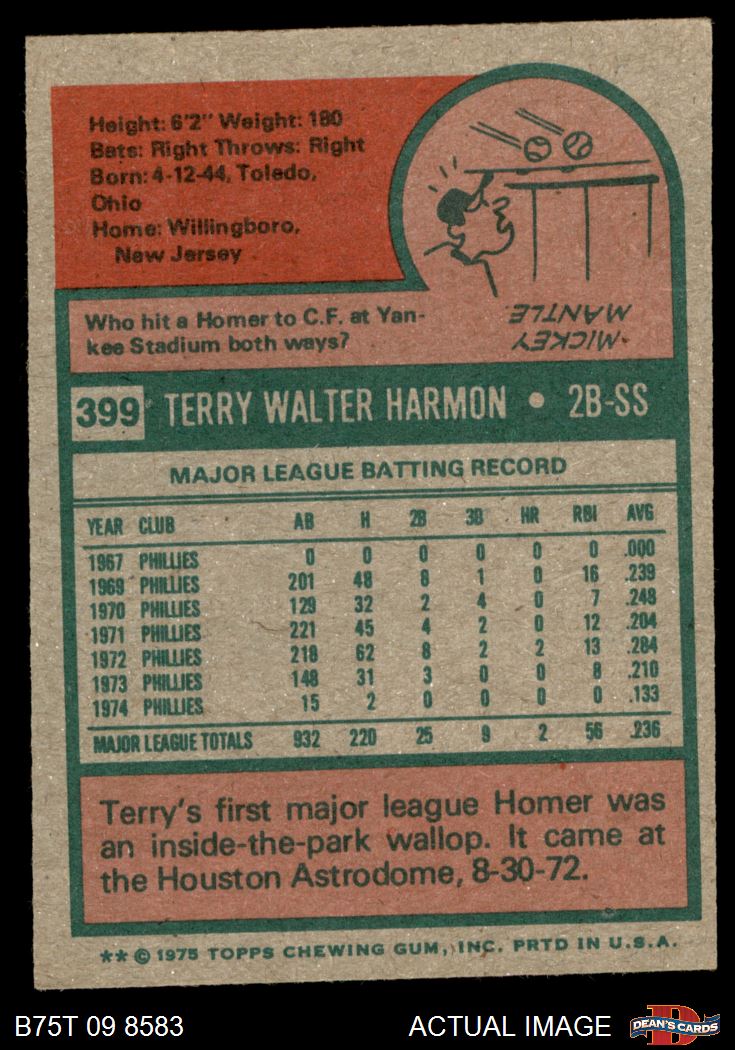 Height: 6'2" Weight: 180
Bats: Right Throws: Right
Born: 4-12-44, Toledo,
Ohio
Home: Willingboro,
New Jersey
Who hit a Homer to C.F. at Yan-
kee Stadium both ways?
MICKEY
MANTLE.
399 TERRY WALTER HARMON • 2B-SS
MAJOR LEAGUE BATTING RECORD
YEAR CLUB AB H 2B 3B HR RBI AVG
1967 PHILLIES 0 0 0 0 0 0 .000
1969 PHILLIES 201 48 8 1 0 16 .239
1970 PHILLIES 129 32 2 4 0 7 .248
1971 PHILLIES 221 45 4 2 0 12 .204
1972 PHILLIES 218 62 8 2 2 13 .284
1973 PHILLIES 148 31 3 0 0 8 .210
1974 PHILLIES 15 2 0 0 0 0 .133
MAJOR LEAGUE TOTALS 932 220 25 9 2 56 .236
Terry's first major league Homer was
an inside-the-park wallop. It came at
the Houston Astrodome, 8-30-72.
** © 1975 TOPPS CHEWING GUM, INC. PRTD IN U.S.A.
B75T 09 8583
ACTUAL IMAGE
DEAN'S CARDS